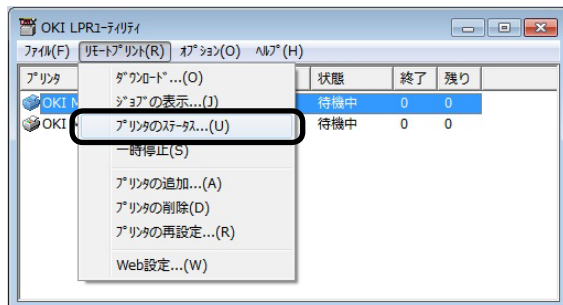 OKI LPRﾕｰﾃｨﾘﾃｨ
ﾌｧｲﾙ(F) ﾘﾓｰﾄﾌﾟﾘﾝﾄ(R) ｵﾌﾟｼｮﾝ(O) ﾍﾙﾌﾟ(H)
ﾌﾟﾘﾝﾀ 状態 終了 残り
OKI 待機中 0 0
OKI 待機中 0 0
ﾀﾞｳﾝﾛｰﾄﾞ...(O)
ｼﾞｮﾌﾞの表示...(J)
ﾌﾟﾘﾝﾀのｽﾃｰﾀｽ...(U)
一時停止(S)
ﾌﾟﾘﾝﾀの追加...(A)
ﾌﾟﾘﾝﾀの削除(D)
ﾌﾟﾘﾝﾀの再設定...(R)
Web設定...(W)